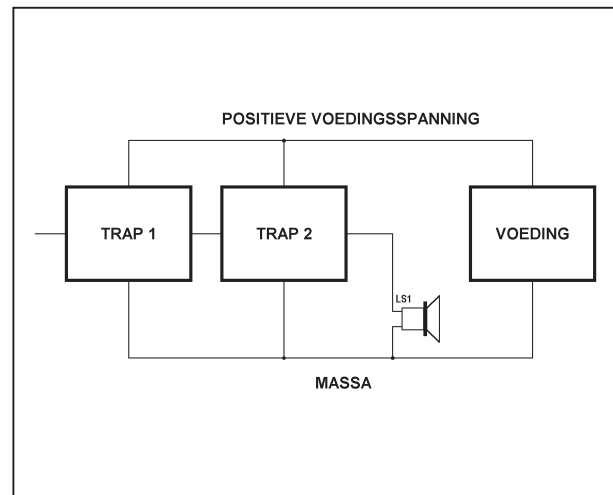 POSITIEVE VOEDINGSSPANNING
TRAP 1
TRAP 2
VOEDING
LS1
MASSA